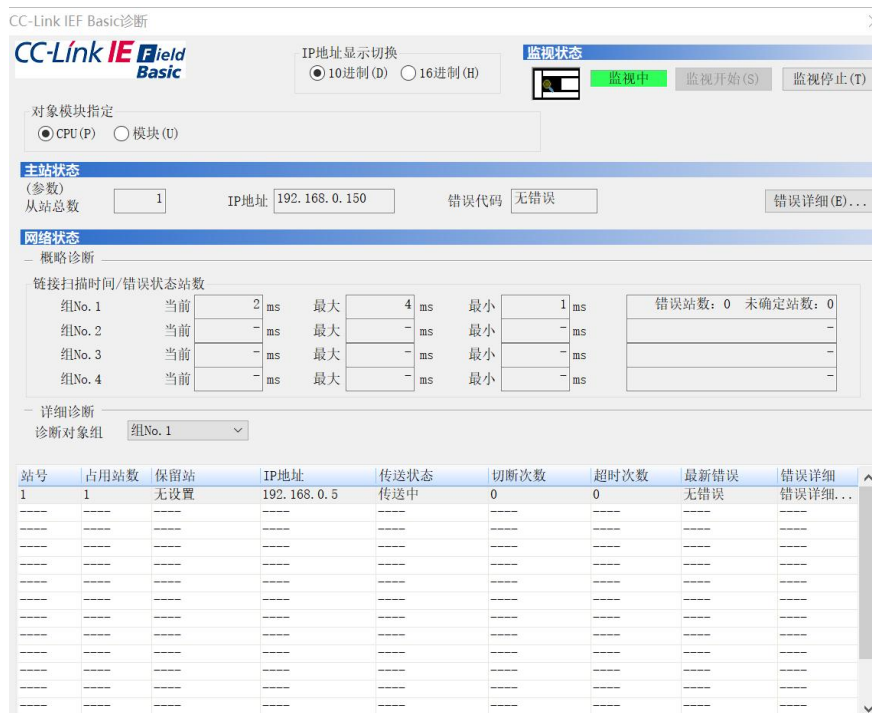 CC-Link IEF Basic诊断
CC-Link IE Field Basic
IP地址显示切换
10进制(D) 16进制(H)
监视状态
监视中 监视开始(S) 监视停止(T)
对象模块指定
CPU(P) 模块(U)
主站状态
(参数)
从站总数 1 IP地址 192.168.0.150 错误代码 无错误 错误详细(E)...
网络状态
概略诊断
链接扫描时间/错误状态站数
组No.1 当前 2 ms 最大 4 ms 最小 1 ms 错误站数: 0 未确定站数: 0
组No.2 当前 - ms 最大 - ms 最小 - ms -
组No.3 当前 - ms 最大 - ms 最小 - ms -
组No.4 当前 - ms 最大 - ms 最小 - ms -
详细诊断
诊断对象组 组No.1
站号 占用站数 保留站 IP地址 传送状态 切断次数 超时次数 最新错误 错误详细
1 1 无设置 192.168.0.5 传送中 0 0 无错误 错误详细...
---- ---- ---- ---- ---- ---- ---- ---- ----
---- ---- ---- ---- ---- ---- ---- ---- ----
---- ---- ---- ---- ---- ---- ---- ---- ----
---- ---- ---- ---- ---- ---- ---- ---- ----
---- ---- ---- ---- ---- ---- ---- ---- ----
---- ---- ---- ---- ---- ---- ---- ---- ----
---- ---- ---- ---- ---- ---- ---- ---- ----
---- ---- ---- ---- ---- ---- ---- ---- ----
---- ---- ---- ---- ---- ---- ---- ---- ----
---- ---- ---- ---- ---- ---- ---- ---- ----
---- ---- ---- ---- ---- ---- ---- ---- ----
---- ---- ---- ---- ---- ---- ---- ---- ----